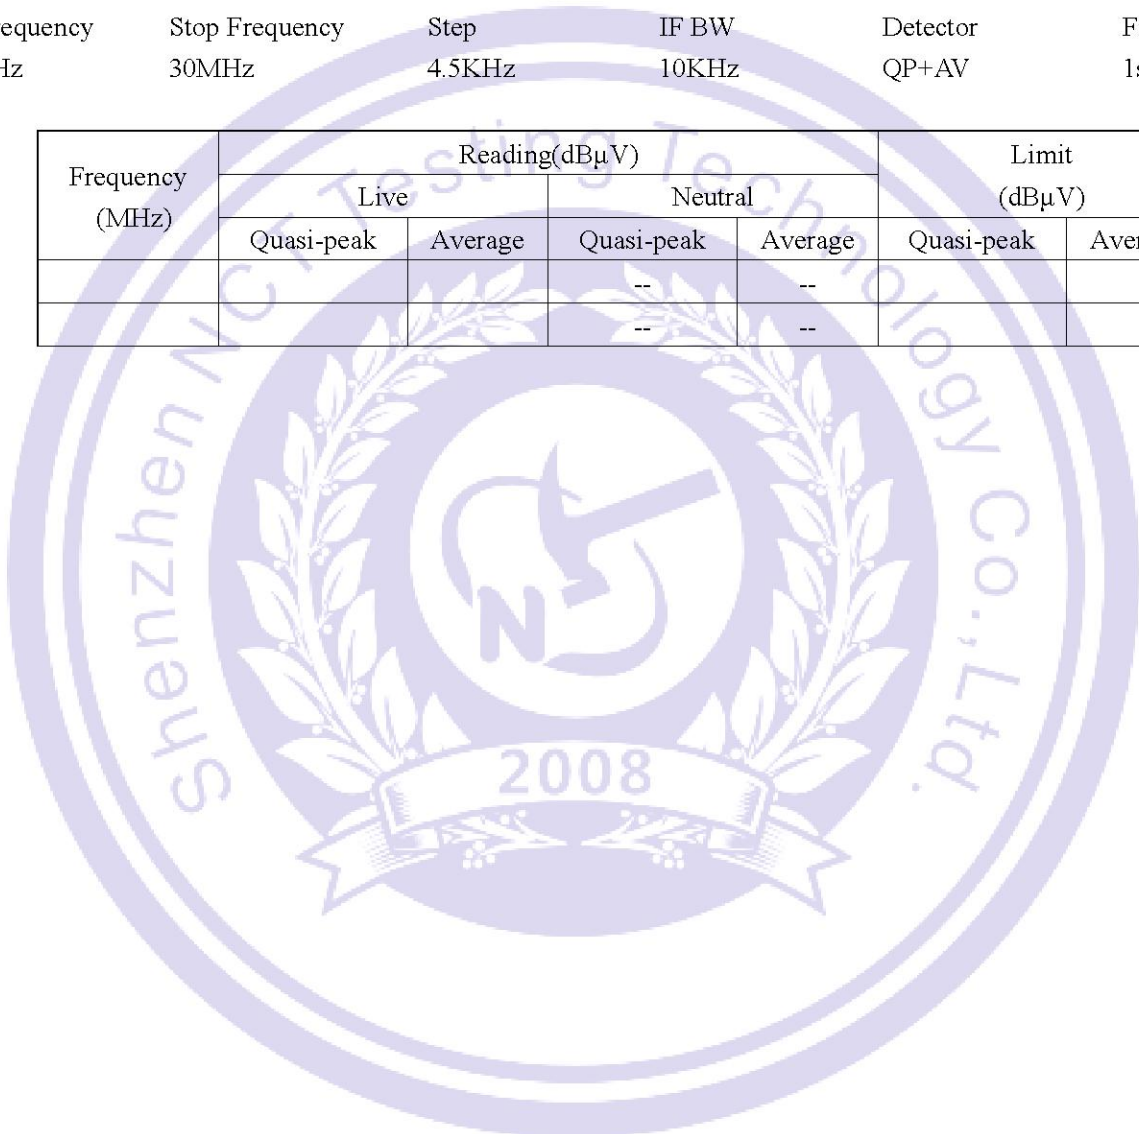 equency Stop Frequency Step IF BW Detector F
Hz 30MHz 4.5KHz 10KHz QP+AV 1s
Frequency (MHz) Reading(dBµV) Limit (dBµV)
Live Neutral
Quasi-peak Average Quasi-peak Average Quasi-peak Aver
-- --
-- --
Shenzhen NCT Testing Technology Co.,Ltd.
N
2008